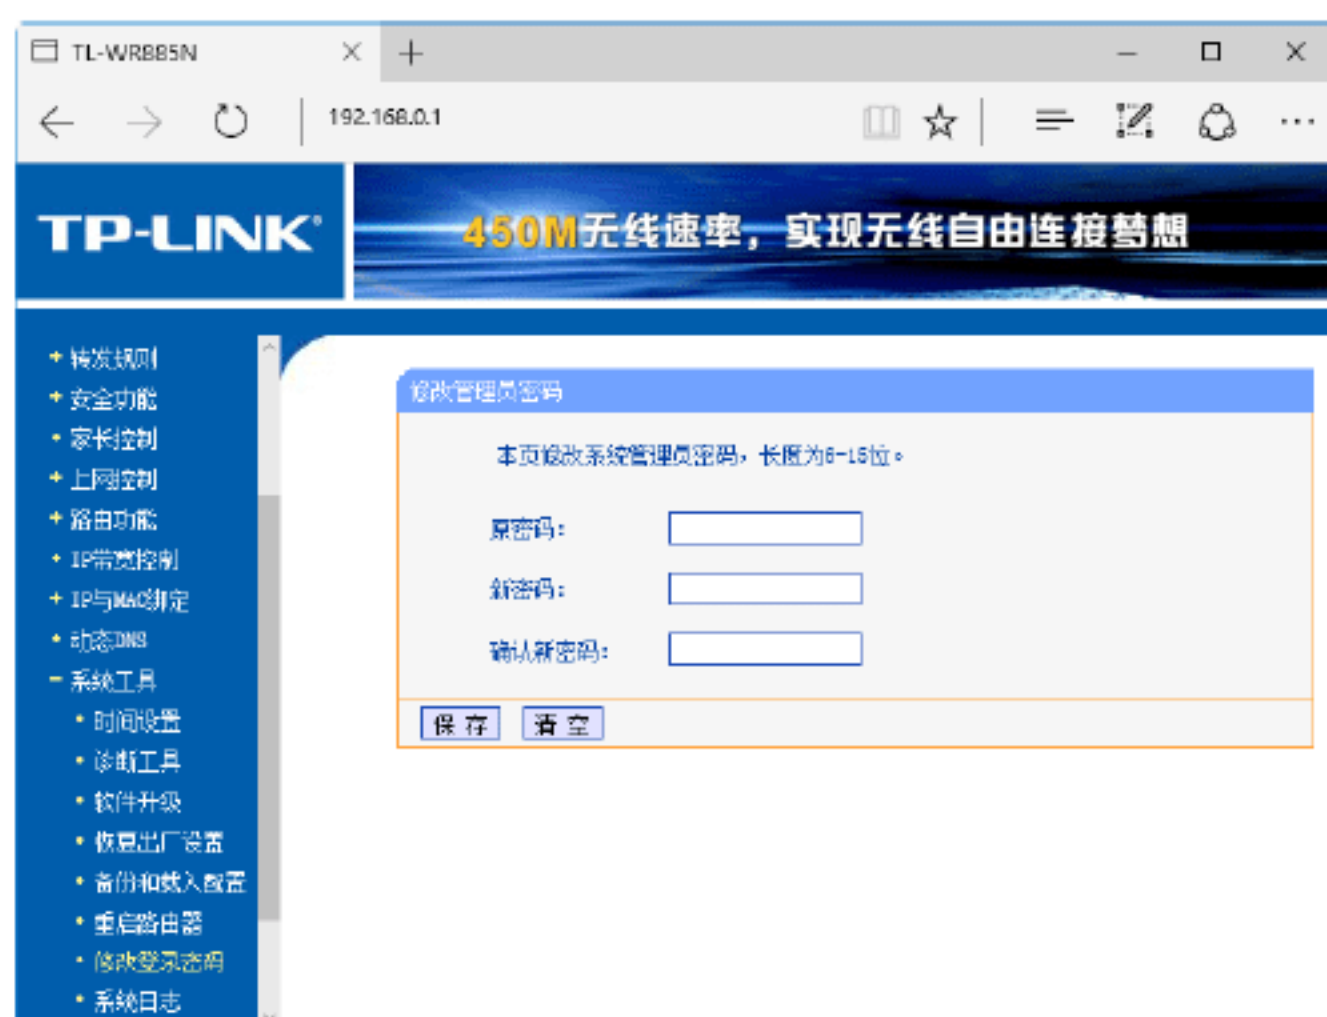 TL-WR885N
192.168.0.1
TP-LINK
450M无线速率，实现无线自由连接梦想
+ 转发规则
+ 安全功能
• 家长控制
+ 上网控制
+ 路由功能
• IP带宽控制
+ IP与MAC绑定
• 动态DNS
- 系统工具
• 时间设置
• 诊断工具
• 软件升级
• 恢复出厂设置
• 备份和载入配置
• 重启路由器
• 修改登录密码
• 系统日志
修改管理员密码
本页修改系统管理员密码，长度为6-15位。
原密码：
新密码：
确认新密码：
保 存
清 空